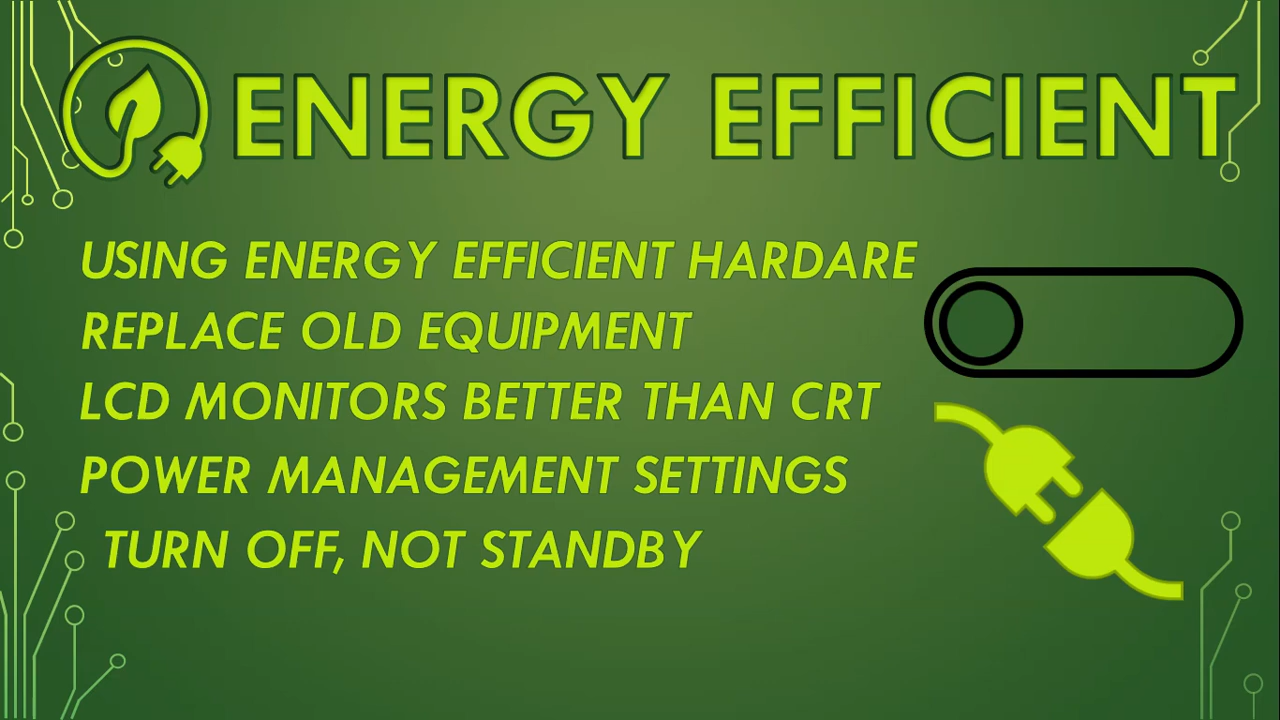 ENERGY EFFICIENT
USING ENERGY EFFICIENT HARDARE
REPLACE OLD EQUIPMENT
LCD MONITORS BETTER THAN CRT
POWER MANAGEMENT SETTINGS
TURN OFF, NOT STANDBY